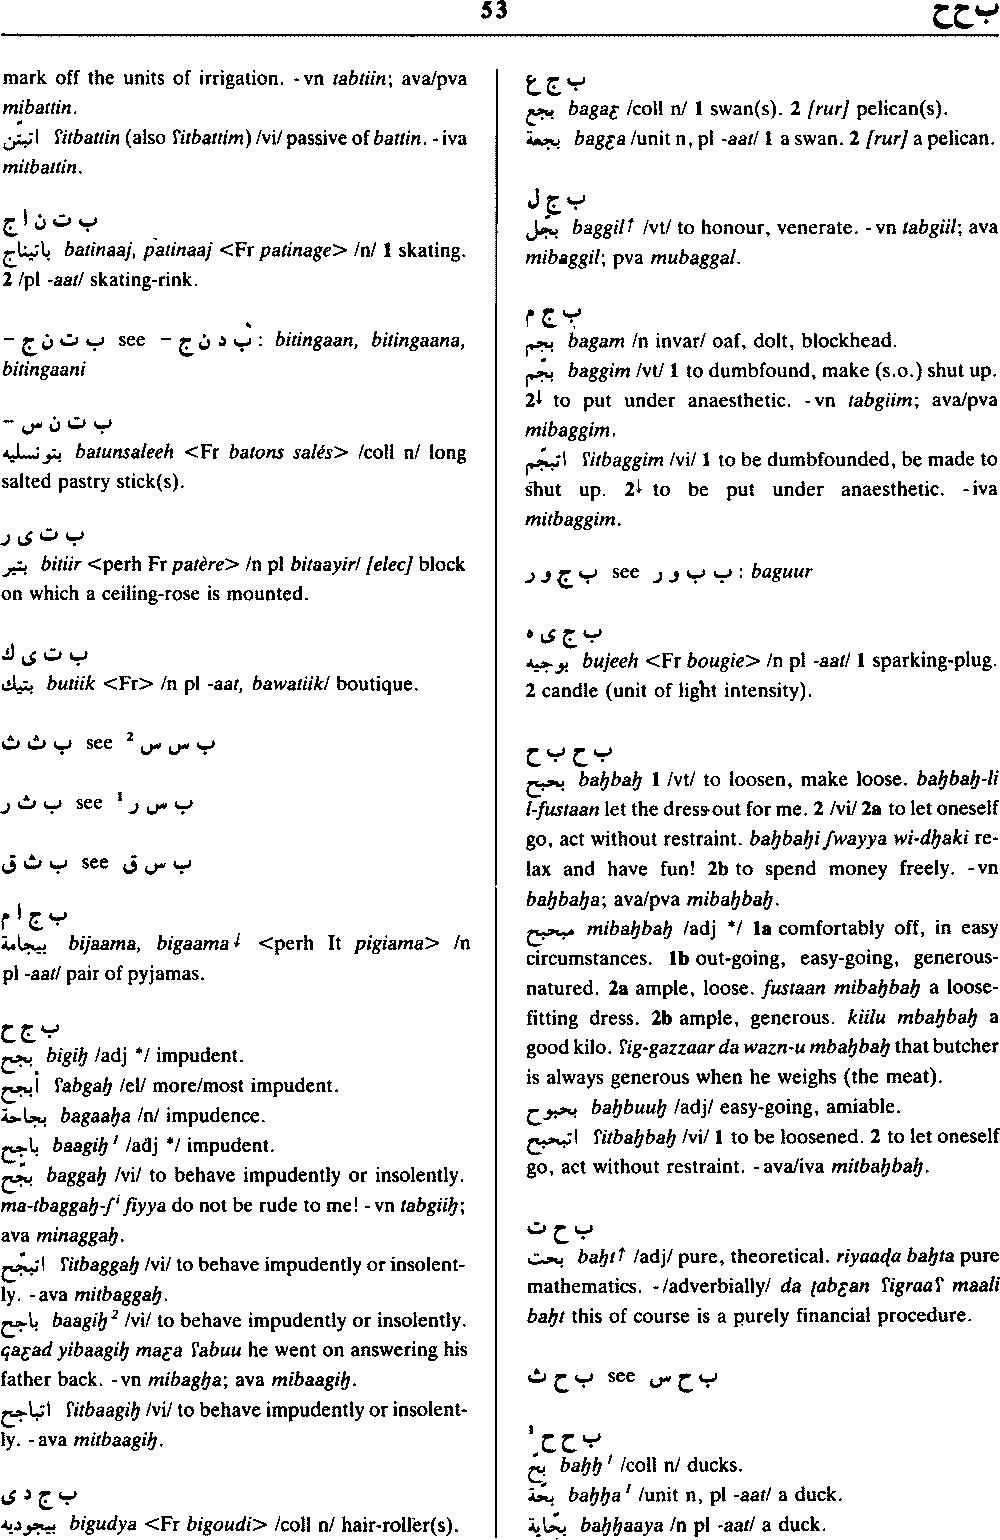 53
بحح
mark off the units of irrigation. -vn tabtiin; ava/pva
mibattin.
اتبتّن ʕitbattin (also ʕitbattim) /vi/ passive of battin. -iva
mitbattin.
ب ت ن ا ج
باتيناج batinaaj, patinaaj <Fr patinage> /n/ 1 skating.
2 /pl -aat/ skating-rink.
ب ت ن ج – see ب د ن ج – : bitingaan, bitingaana,
bitingaani
ب ت ن س –
بتونساليه batunsaleeh <Fr batons salés> /coll n/ long
salted pastry stick(s).
ب ت ى ر
بتير bitiir <perh Fr patère> /n pl bitaayir/ [elec] block
on which a ceiling-rose is mounted.
ب ت ى ك
بتيك butiik <Fr> /n pl -aat, bawatiik/ boutique.
ب ث ث see ب س س 2
ب ث ر see ب س ر 1
ب ث ق see ب س ق
ب ج ا م
بيجامة bijaama, bigaama↓ <perh It pigiama> /n
pl -aat/ pair of pyjamas.
ب ج ح
بجح bigiḥ /adj */ impudent.
أبجح ʕabgaḥ /el/ more/most impudent.
بجاحة bagaaḥa /n/ impudence.
باجح baagiḥ 1 /adj */ impudent.
بجّح baggaḥ /vi/ to behave impudently or insolently.
ma-tbaggaḥ-ʃ i fiyya do not be rude to me! -vn tabgiiḥ;
ava minaggaḥ.
اتبجّح ʕitbaggaḥ /vi/ to behave impudently or insolent-
ly. -ava mitbaggaḥ.
باجح baagiḥ 2 /vi/ to behave impudently or insolently.
qaɛad yibaagiḥ maɛa ʕabuu he went on answering his
father back. -vn mibagḥa; ava mibaagiḥ.
اتباجح ʕitbaagiḥ /vi/ to behave impudently or insolent-
ly. -ava mitbaagiḥ.
ب ج د ى
بيجوديه bigudya <Fr bigoudi> /coll n/ hair-roller(s).
ب ج ع
بجع bagaɛ /coll n/ 1 swan(s). 2 [rur] pelican(s).
بجعة bagɛa /unit n, pl -aat/ 1 a swan. 2 [rur] a pelican.
ب ج ل
بجّل baggil↑ /vt/ to honour, venerate. -vn tabgiil; ava
mibaggil; pva mubaggal.
ب ج م
بجم bagam /n invar/ oaf, dolt, blockhead.
بجّم baggim /vt/ 1 to dumbfound, make (s.o.) shut up.
2↓ to put under anaesthetic. -vn tabgiim; ava/pva
mibaggim.
اتبجّم ʕitbaggim /vi/ 1 to be dumbfounded, be made to
shut up. 2↓ to be put under anaesthetic. -iva
mitbaggim.
ب ج و ر see ب ب و ر : baguur
ب ج ى ه
بوجيه bujeeh <Fr bougie> /n pl -aat/ 1 sparking-plug.
2 candle (unit of light intensity).
ب ح ب ح
بحبح baḥbaḥ 1 /vt/ to loosen, make loose. baḥbaḥ-li
l-fustaan let the dress out for me. 2 /vi/ 2a to let oneself
go, act without restraint. baḥbaḥi ʃwayya wi-dḥaki re-
lax and have fun! 2b to spend money freely. -vn
baḥbaḥa; ava/pva mibaḥbaḥ.
مبحبح mibaḥbaḥ /adj */ 1a comfortably off, in easy
circumstances. 1b out-going, easy-going, generous-
natured. 2a ample, loose. fustaan mibaḥbaḥ a loose-
fitting dress. 2b ample, generous. kiilu mbaḥbaḥ a
good kilo. ʕig-gazzaar da wazn-u mbaḥbaḥ that butcher
is always generous when he weighs (the meat).
بحبوح baḥbuuḥ /adj/ easy-going, amiable.
اتبحبح ʕitbaḥbaḥ /vi/ 1 to be loosened. 2 to let oneself
go, act without restraint. -ava/iva mitbaḥbaḥ.
ب ح ت
بحت baḥt↑ /adj/ pure, theoretical. riyaaḍa baḥta pure
mathematics. -/adverbially/ da ṭabɛan ʕigraaʕ maali
baḥt this of course is a purely financial procedure.
ب ح ث see ب ح س
ب ح ح 1
بحّ baḥḥ 1 /coll n/ ducks.
بحّة baḥḥa 1 /unit n, pl -aat/ a duck.
بحّاية baḥḥaaya /n pl -aat/ a duck.